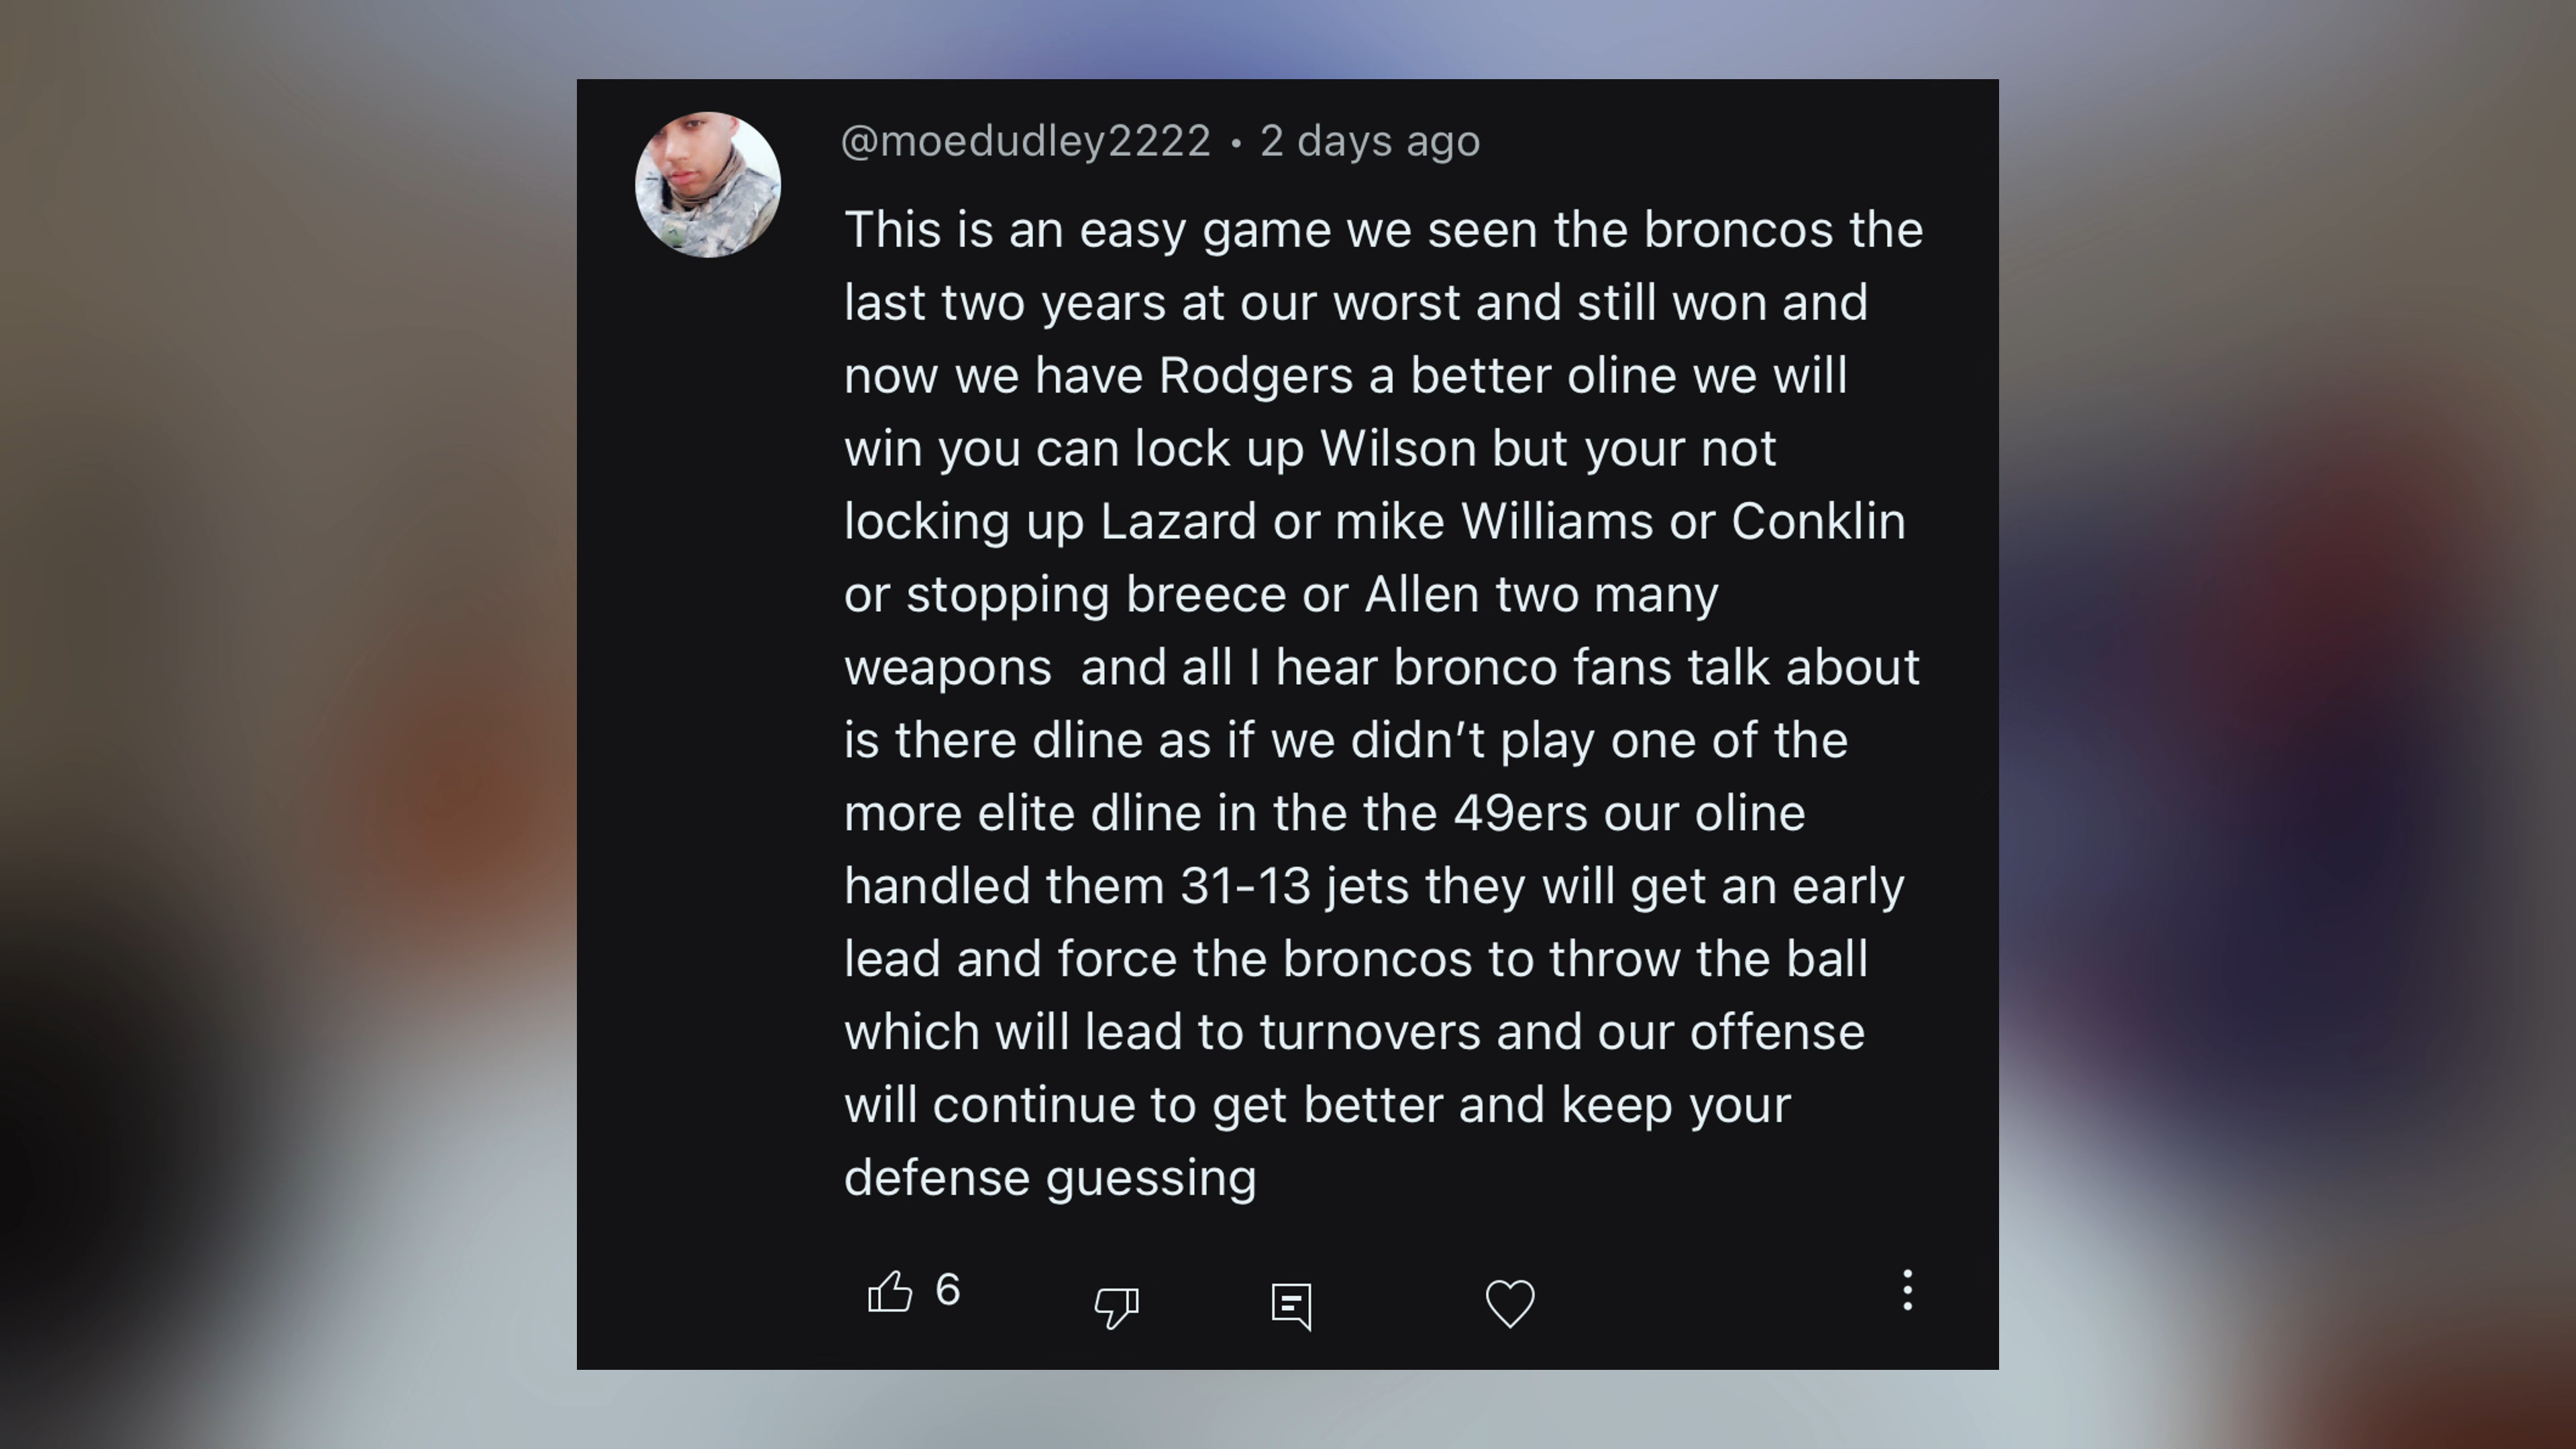 @moedudley2222 • 2 days ago
This is an easy game we seen the broncos the
last two years at our worst and still won and
now we have Rodgers a better oline we will
win you can lock up Wilson but your not
locking up Lazard or mike Williams or Conklin
or stopping breece or Allen two many
weapons  and all I hear bronco fans talk about
is there dline as if we didn’t play one of the
more elite dline in the the 49ers our oline
handled them 31-13 jets they will get an early
lead and force the broncos to throw the ball
which will lead to turnovers and our offense
will continue to get better and keep your
defense guessing
6